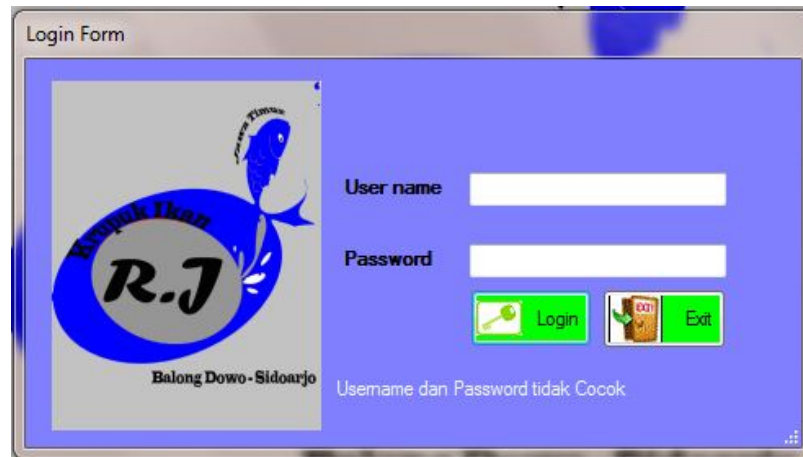 Login Form
Jawa Timur
Krupuk Ikan
R.J
Balong Dowo - Sidoarjo
User name
Password
Login
EXIT
Exit
Username dan Password tidak Cocok